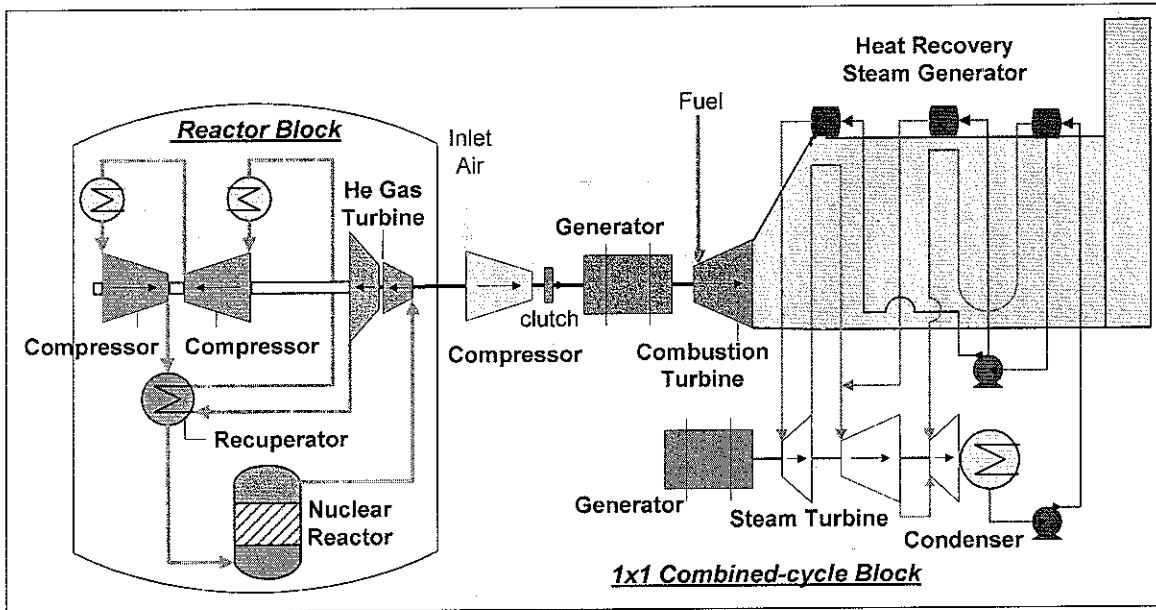 Heat Recovery
Steam Generator
Fuel
Reactor Block
Inlet
Air
He Gas
Turbine
Generator
clutch
Compressor
Compressor
Compressor
Combustion
Turbine
Recuperator
Nuclear
Reactor
Generator
Steam Turbine
Condenser
1x1 Combined-cycle Block